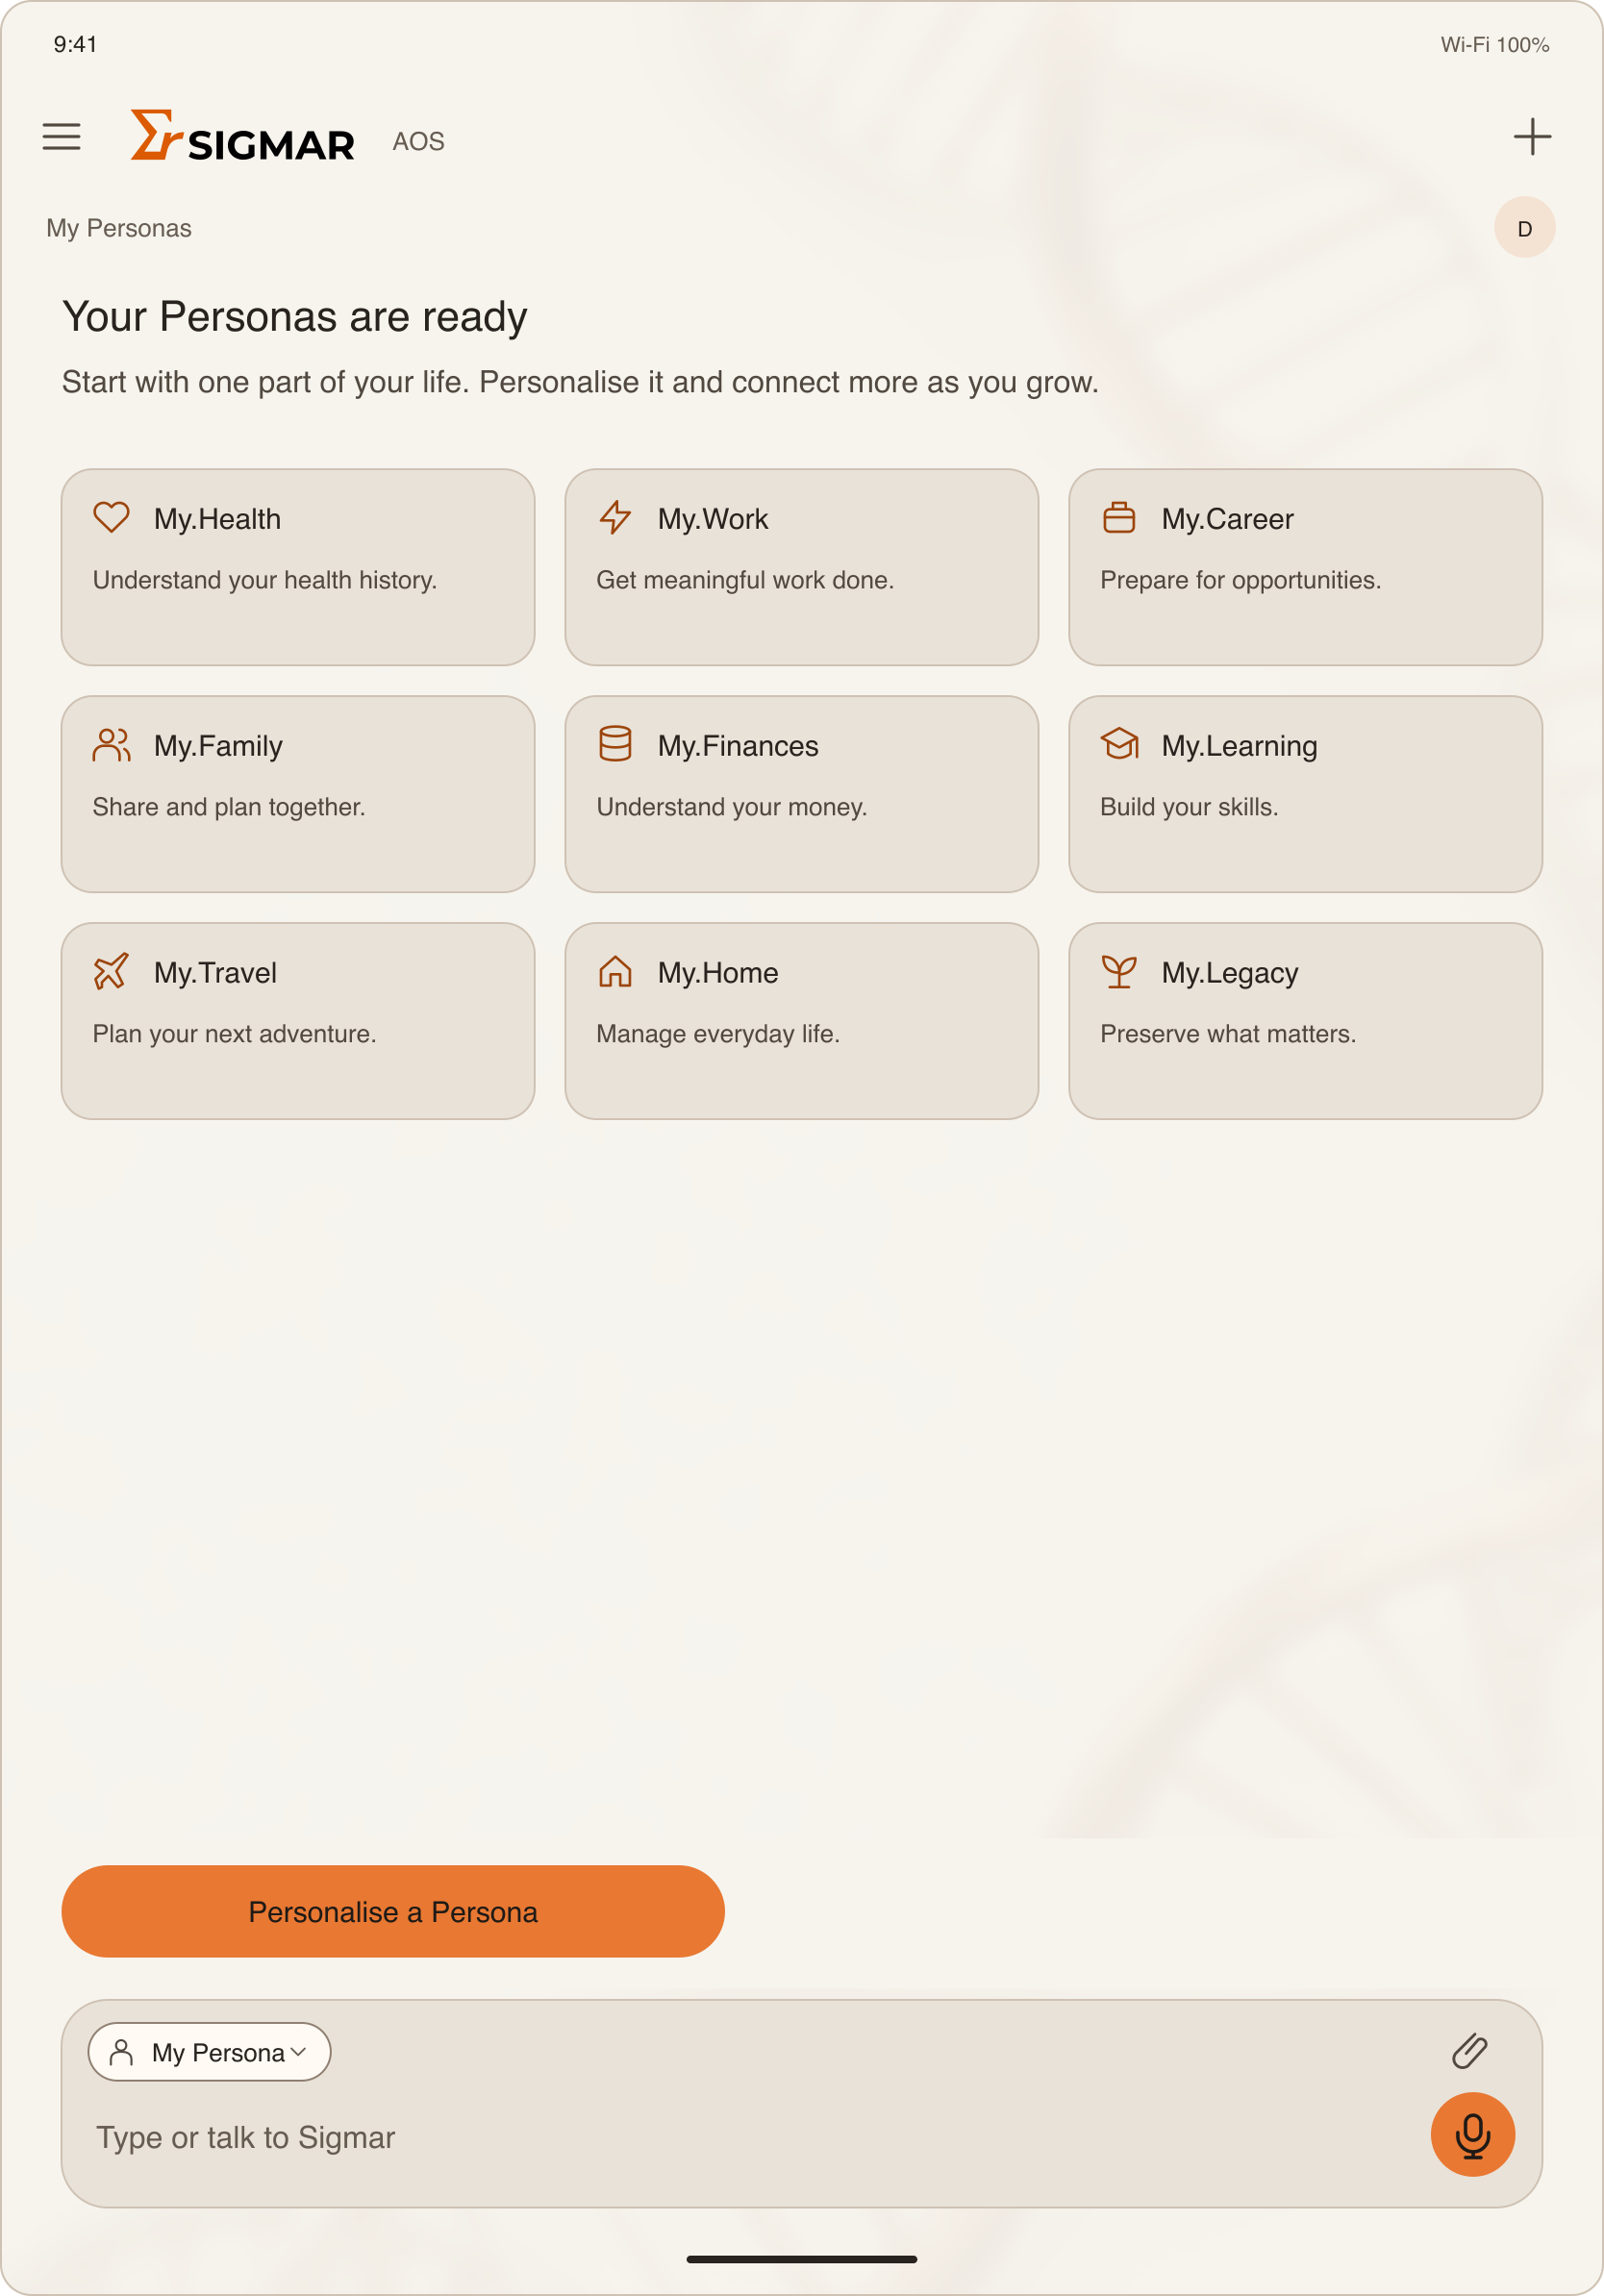 9:41
Wi-Fi 100%
Σr SIGMAR AOS
My Personas
D
Your Personas are ready
Start with one part of your life. Personalise it and connect more as you grow.
My.Health
Understand your health history.
My.Work
Get meaningful work done.
My.Career
Prepare for opportunities.
My.Family
Share and plan together.
My.Finances
Understand your money.
My.Learning
Build your skills.
My.Travel
Plan your next adventure.
My.Home
Manage everyday life.
My.Legacy
Preserve what matters.
Personalise a Persona
My Persona
Type or talk to Sigmar